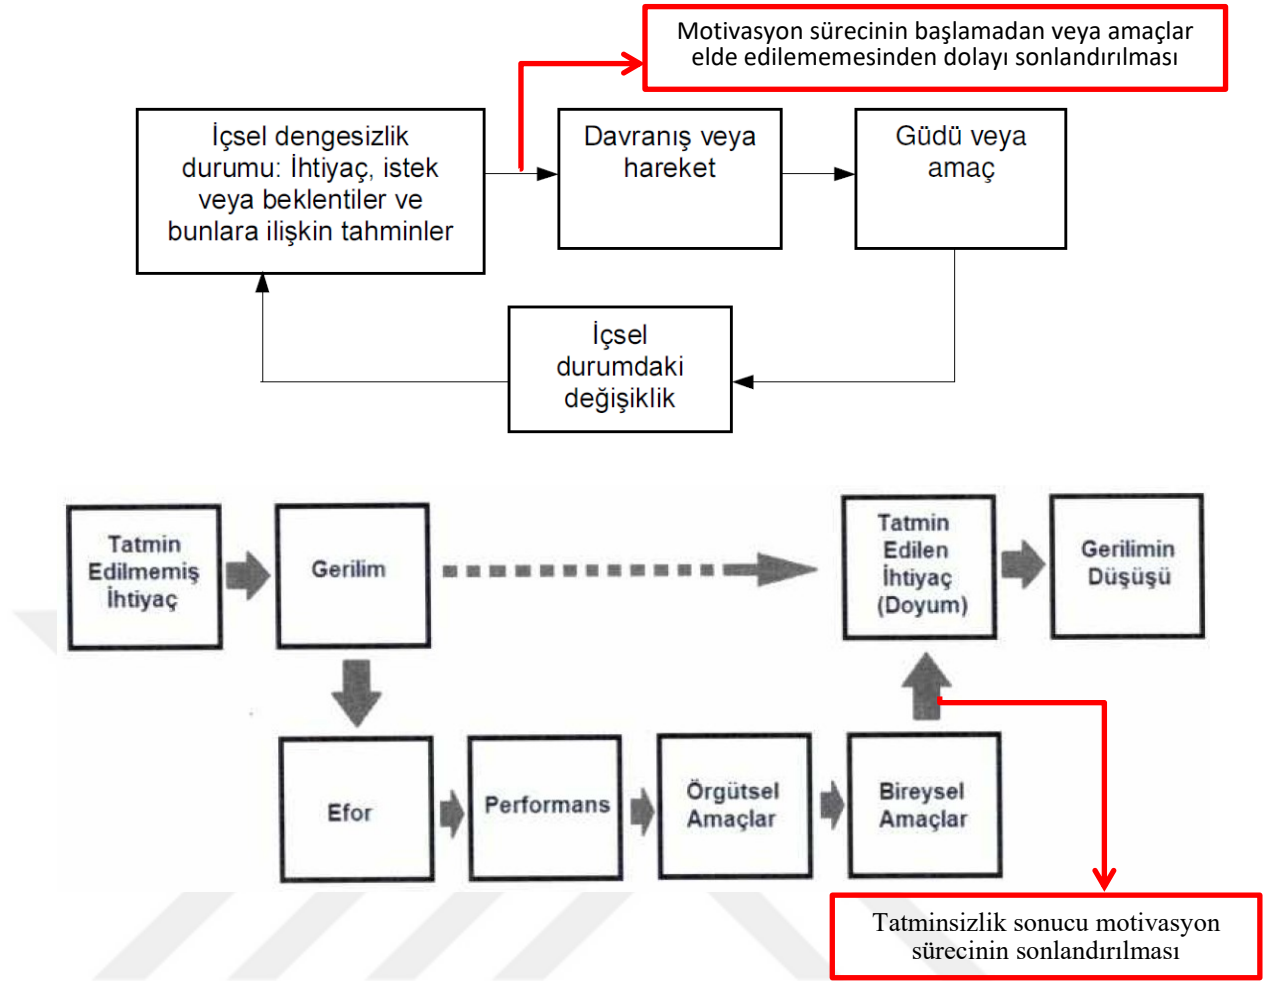 Motivasyon sürecinin başlamadan veya amaçlar
elde edilememesinden dolayı sonlandırılması
İçsel dengesizlik
durumu: İhtiyaç, istek
veya beklentiler ve
bunlara ilişkin tahminler
Davranış veya
hareket
Güdü veya
amaç
İçsel
durumdaki
değişiklik
Tatmin
Edilmemiş
İhtiyaç
Gerilim
Tatmin
Edilen
İhtiyaç
(Doyum)
Gerilimin
Düşüşü
Efor
Performans
Örgütsel
Amaçlar
Bireysel
Amaçlar
Tatminsizlik sonucu motivasyon
sürecinin sonlandırılması